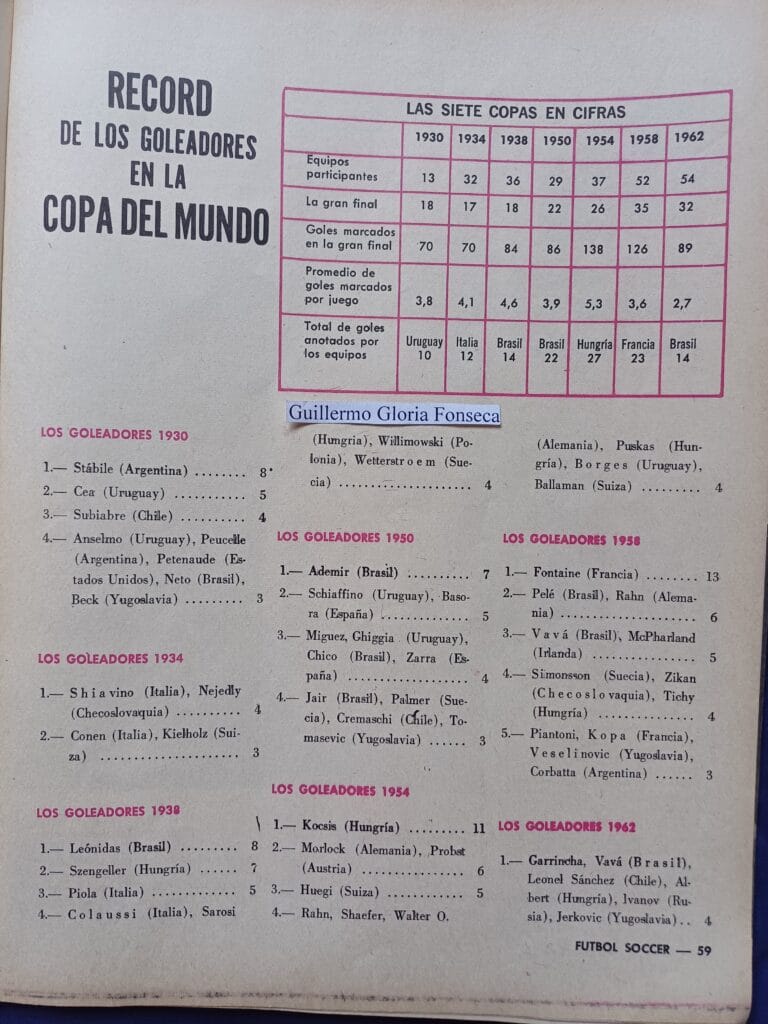 RECORD
DE LOS GOLEADORES
EN LA
COPA DEL MUNDO
LAS SIETE COPAS EN CIFRAS
1930 1934 1938 1950 1954 1958 1962
Equipos
participantes 13 32 36 29 37 52 54
La gran final 18 17 18 22 26 35 32
Goles marcados
en la gran final 70 70 84 86 138 126 89
Promedio de
goles marcados
por juego 3,8 4,1 4,6 3,9 5,3 3,6 2,7
Total de goles
anotados por Uruguay Italia Brasil Brasil Hungría Francia Brasil
los equipos 10 12 14 22 27 23 14
Guillermo Gloria Fonseca
LOS GOLEADORES 1930
1.— Stábile (Argentina) ........ 8
2.— Cea (Uruguay) ........... 5
3.— Subiabre (Chile) .......... 4
4.— Anselmo (Uruguay), Peucelle
(Argentina), Petenaude (Es-
tados Unidos), Neto (Brasil),
Beck (Yugoslavia) ......... 3
LOS GOLEADORES 1934
1.— Shiavino (Italia), Nejedly
(Checoslovaquia) .......... 4
2.— Conen (Italia), Kielholz (Sui-
za) .................... 3
LOS GOLEADORES 1938
1.— Leónidas (Brasil) ......... 8
2.— Szengeller (Hungría) ...... 7
3.— Piola (Italia) ............. 5
4.— Colaussi (Italia), Sarosi
(Hungria), Willimowski (Po-
lonia), Wetterstroem (Sue-
cia) .................... 4
LOS GOLEADORES 1950
1.— Ademir (Brasil) .......... 7
2.— Schiaffino (Uruguay), Baso-
ra (España) .............. 5
3.— Miguez, Ghiggia (Uruguay),
Chico (Brasil), Zarra (Es-
paña) ................... 4
4.— Jair (Brasil), Palmer (Sue-
cia), Cremaschi (Chile), To-
masevic (Yugoslavia) ...... 3
LOS GOLEADORES 1954
1.— Kocsis (Hungría) ......... 11
2.— Morlock (Alemania), Probst
(Austria) ................ 6
3.— Huegi (Suiza) ............ 5
4.— Rahn, Shaefer, Walter O.
(Alemania), Puskas (Hun-
gría), Borges (Uruguay),
Ballaman (Suiza) ......... 4
LOS GOLEADORES 1958
1.— Fontaine (Francia) ....... 13
2.— Pelé (Brasil), Rahn (Alema-
nia) .................... 6
3.— Vavá (Brasil), McPharland
(Irlanda) ............... 5
4.— Simonsson (Suecia), Zikan
(Checoslovaquia), Tichy
(Hungría) ............... 4
5.— Piantoni, Kopa (Francia),
Veselinovic (Yugoslavia),
Corbatta (Argentina) ...... 3
LOS GOLEADORES 1962
1.— Garrincha, Vavá (Brasil),
Leonel Sánchez (Chile), Al-
bert (Hungría), Ivanov (Ru-
sia), Jerkovic (Yugoslavia).. 4
FUTBOL SOCCER — 59